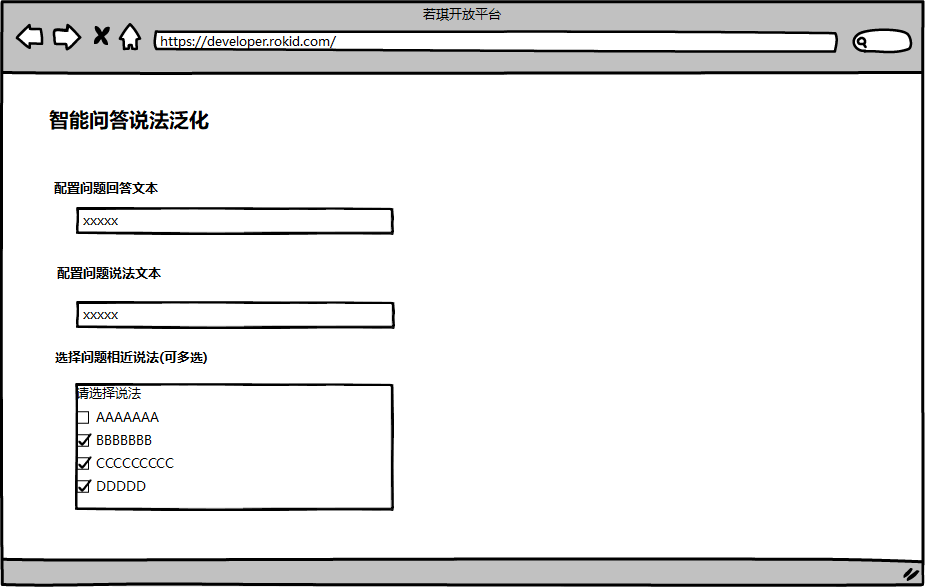 若琪开放平台
https://developer.rokid.com/
智能问答说法泛化
配置问题回答文本
xxxxx
配置问题说法文本
xxxxx
选择问题相近说法(可多选)
请选择说法
AAAAAAA
BBBBBBB
CCCCCCCCC
DDDDD